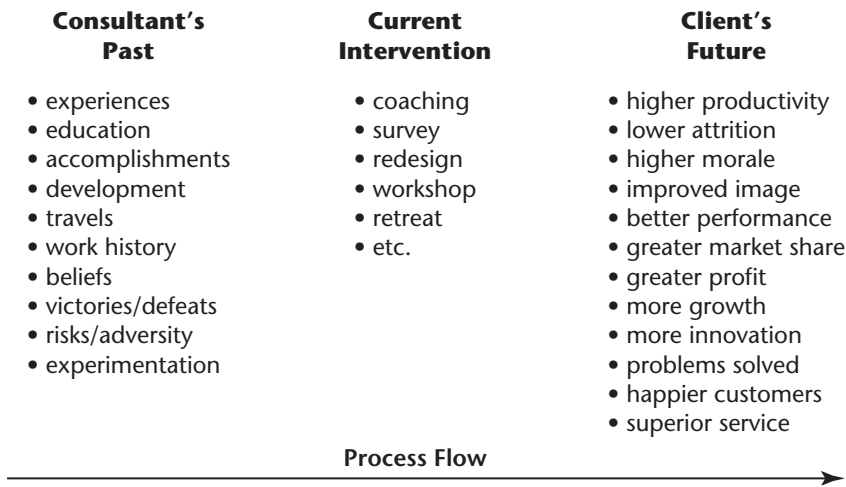 Consultant's
Past
• experiences
• education
• accomplishments
• development
• travels
• work history
• beliefs
• victories/defeats
• risks/adversity
• experimentation
Current
Intervention
• coaching
• survey
• redesign
• workshop
• retreat
• etc.
Client's
Future
• higher productivity
• lower attrition
• higher morale
• improved image
• better performance
• greater market share
• greater profit
• more growth
• more innovation
• problems solved
• happier customers
• superior service
Process Flow